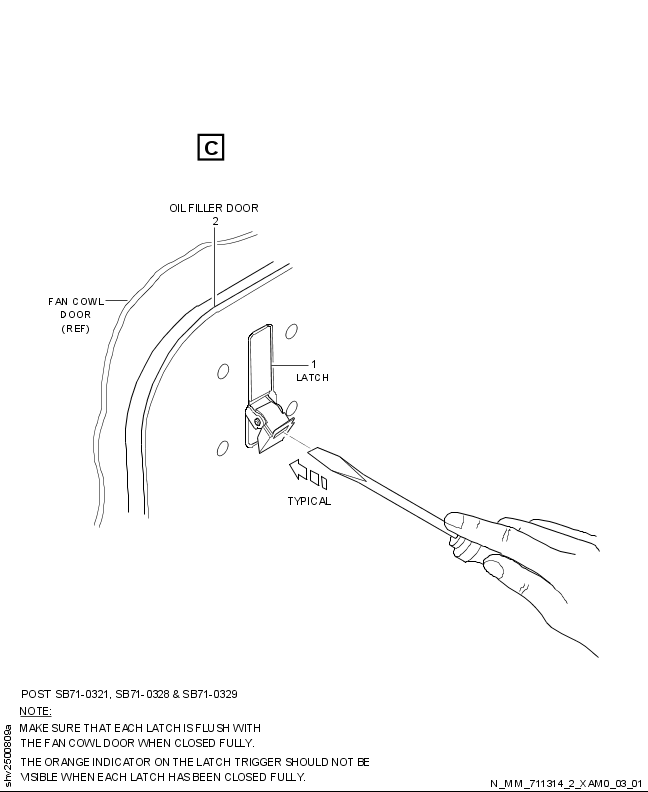 C
OIL FILLER DOOR
2
FAN COWL
DOOR
(REF)
1
LATCH
TYPICAL
POST SB71-0321, SB71-0328 & SB71-0329
NOTE:
MAKE SURE THAT EACH LATCH IS FLUSH WITH
THE FAN COWL DOOR WHEN CLOSED FULLY.
THE ORANGE INDICATOR ON THE LATCH TRIGGER SHOULD NOT BE
VISIBLE WHEN EACH LATCH HAS BEEN CLOSED FULLY.
shv2500809a
N_MM_711314_2_XAM0_03_01